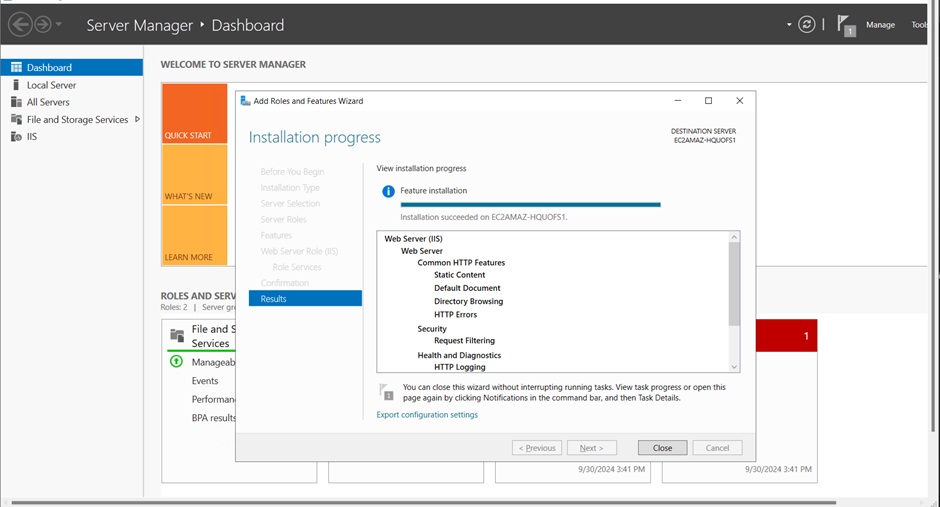 Server Manager ‣ Dashboard
1
Manage
Dashboard
Local Server
All Servers
File and Storage Services
IIS
WELCOME TO SERVER MANAGER
QUICK START
WHAT'S NEW
LEARN MORE
Add Roles and Features Wizard
Installation progress
DESTINATION SERVER
EC2AMAZ-HQUOFS1
Before You Begin
Installation Type
Server Selection
Server Roles
Features
Web Server Role (IIS)
Role Services
Confirmation
Results
View installation progress
Feature installation
Installation succeeded on EC2AMAZ-HQUOFS1.
Web Server (IIS)
Web Server
Common HTTP Features
Static Content
Default Document
Directory Browsing
HTTP Errors
Security
Request Filtering
Health and Diagnostics
HTTP Logging
1
You can close this wizard without interrupting running tasks. View task progress or open this
page again by clicking Notifications in the command bar, and then Task Details.
Export configuration settings
< Previous
Next >
Close
Cancel
ROLES AND SERV
Roles: 2 | Server gr
File and S
Services
Manageab
Events
Performan
BPA results
1
9/30/2024 3:41 PM
9/30/2024 3:41 PM